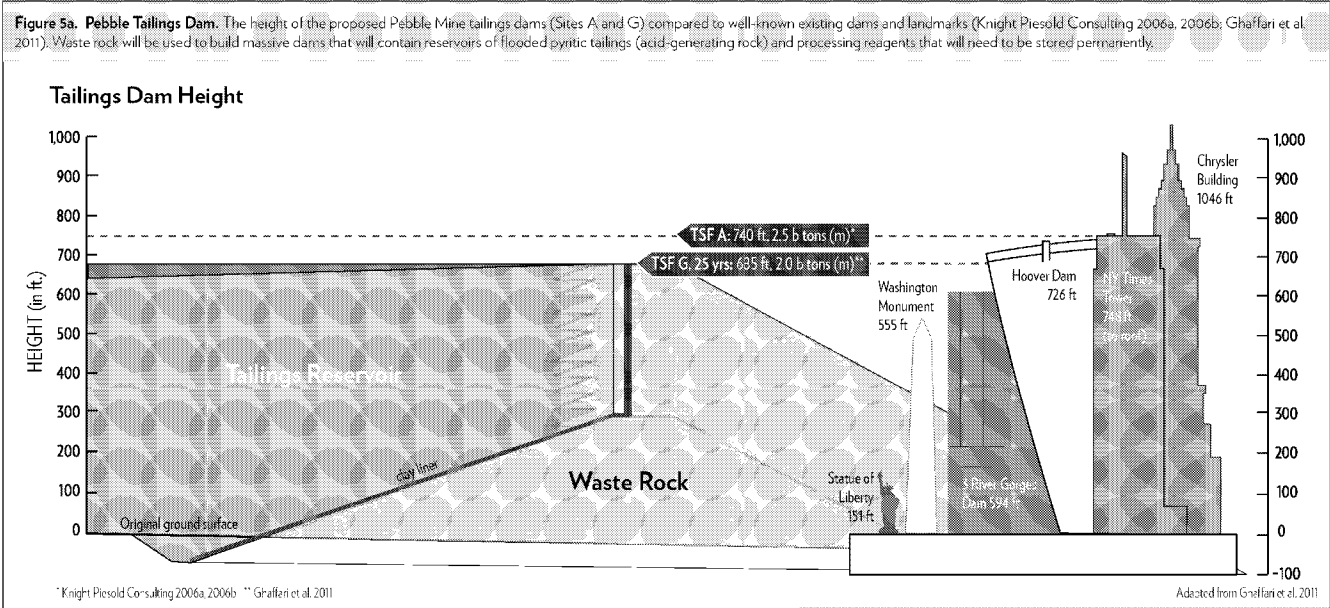 Figure 5a. Pebble Tailings Dam. The height of the proposed Pebble Mine tailings dams (Sites A and G) compared to well-known existing dams and landmarks (Knight Piesold Consulting 2006a, 2006b; Ghaffari et al.
2011). Waste rock will be used to build massive dams that will contain reservoirs of flooded pyritic tailings (acid-generating rock) and processing reagents that will need to be stored permanently.
Tailings Dam Height
HEIGHT (in ft.)
1,000
900
800
700
600
500
400
300
200
100
0
TSF A: 740 ft, 2.5 b tons (m)*
TSF G, 25 yrs: 685 ft, 2.0 b tons (m)**
Tailings Reservoir
clay liner
Original ground surface
Waste Rock
Statue of
Liberty
151 ft
Washington
Monument
555 ft
3 River Gorges
Dam 594 ft
Hoover Dam
726 ft
Tower
Chrysler
Building
1046 ft
1,000
900
800
700
600
500
400
300
200
100
0
-100
* Knight Piesold Consulting 2006a, 2006b ** Ghaffari et al. 2011
Adapted from Ghaffari et al. 2011